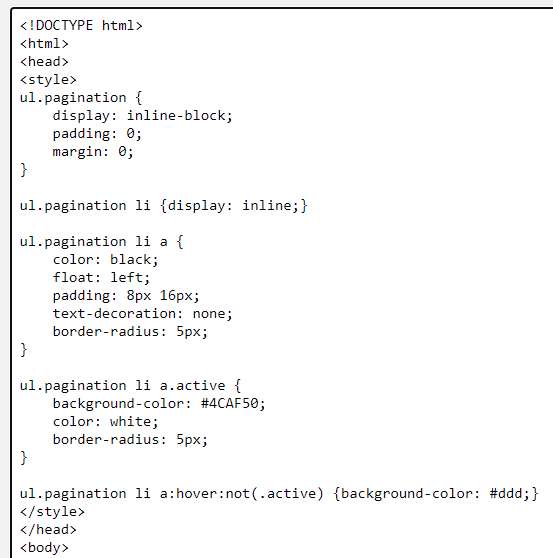 <!DOCTYPE html>
<html>
<head>
<style>
ul.pagination {
    display: inline-block;
    padding: 0;
    margin: 0;
}

ul.pagination li {display: inline;}

ul.pagination li a {
    color: black;
    float: left;
    padding: 8px 16px;
    text-decoration: none;
    border-radius: 5px;
}

ul.pagination li a.active {
    background-color: #4CAF50;
    color: white;
    border-radius: 5px;
}

ul.pagination li a:hover:not(.active) {background-color: #ddd;}
</style>
</head>
<body>